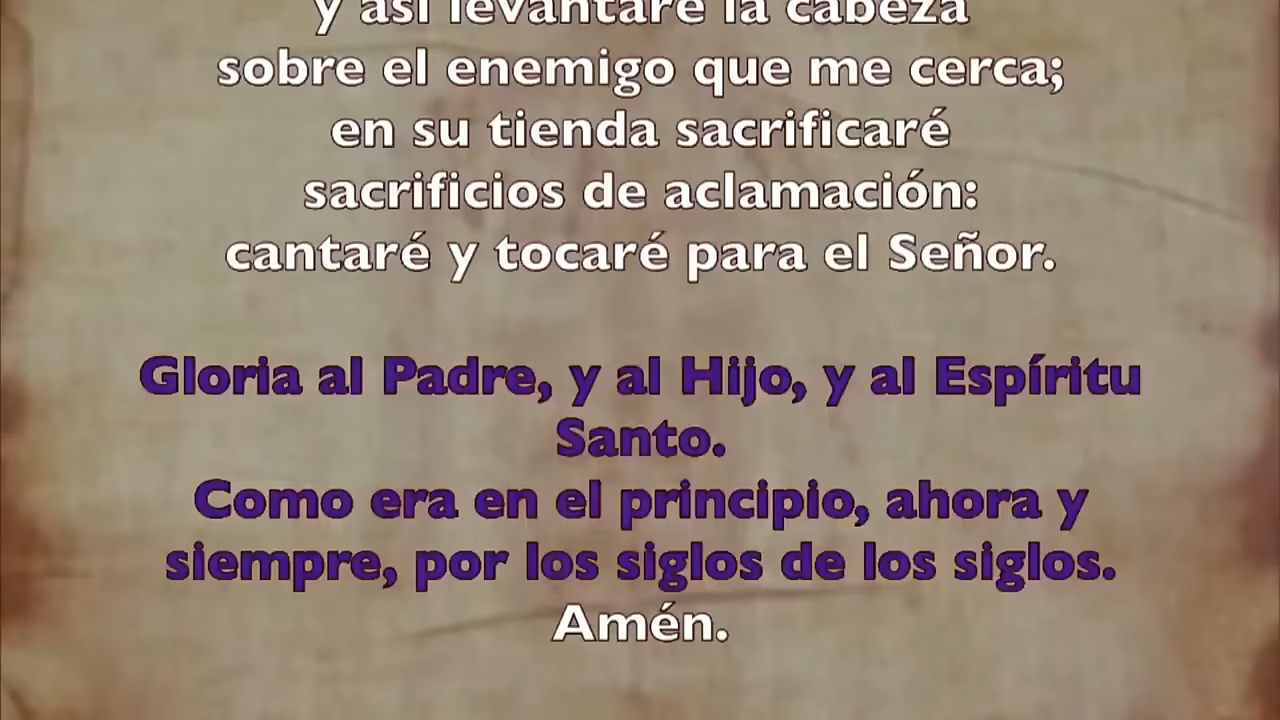 y así levantaré la cabeza
sobre el enemigo que me cerca;
en su tienda sacrificaré
sacrificios de aclamación:
cantaré y tocaré para el Señor.
Gloria al Padre, y al Hijo, y al Espíritu
Santo.
Como era en el principio, ahora y
siempre, por los siglos de los siglos.
Amén.